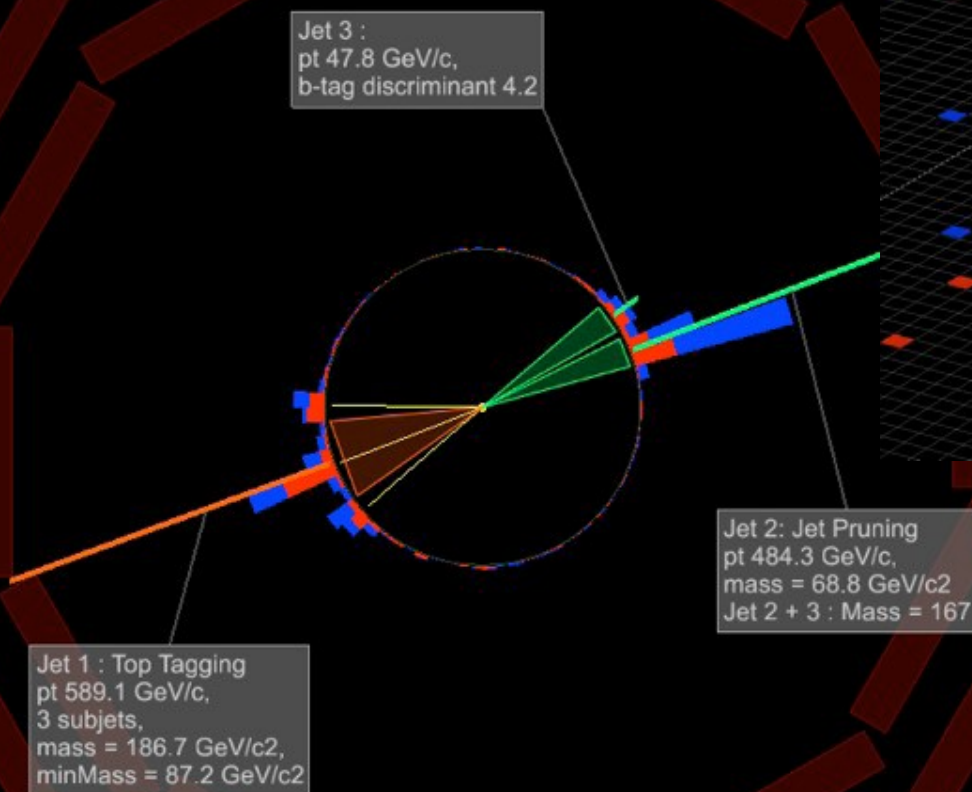 Jet 3 :
pt 47.8 GeV/c,
b-tag discriminant 4.2
Jet 2: Jet Pruning
pt 484.3 GeV/c,
mass = 68.8 GeV/c2
Jet 2 + 3 : Mass = 167
Jet 1 : Top Tagging
pt 589.1 GeV/c,
3 subjets,
mass = 186.7 GeV/c2,
minMass = 87.2 GeV/c2